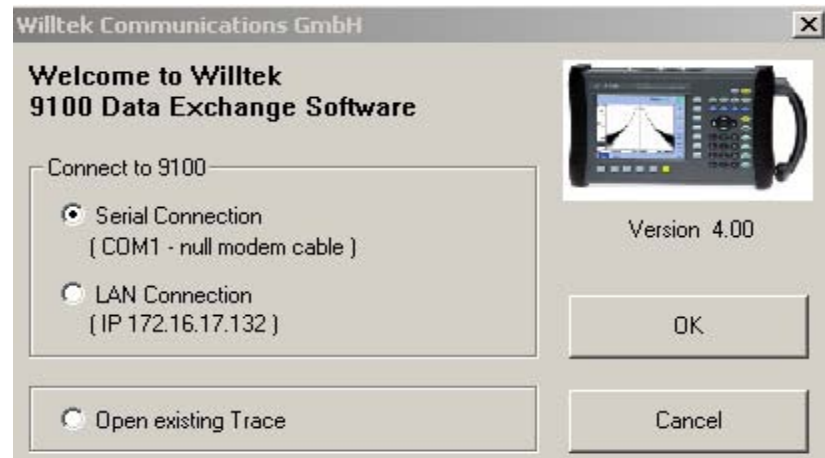 Willtek Communications GmbH
Welcome to Willtek
9100 Data Exchange Software
Connect to 9100
Serial Connection
( COM1 - null modem cable )
LAN Connection
( IP 172.16.17.132 )
Open existing Trace
Version 4.00
OK
Cancel